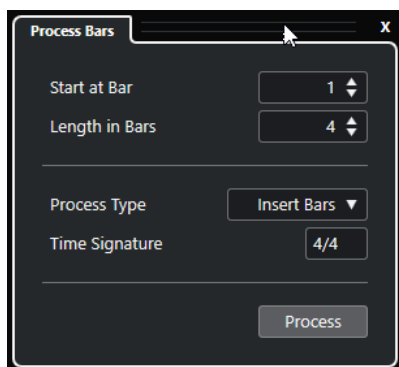 Process Bars x
Start at Bar 1
Length in Bars 4
Process Type Insert Bars
Time Signature 4/4
Process